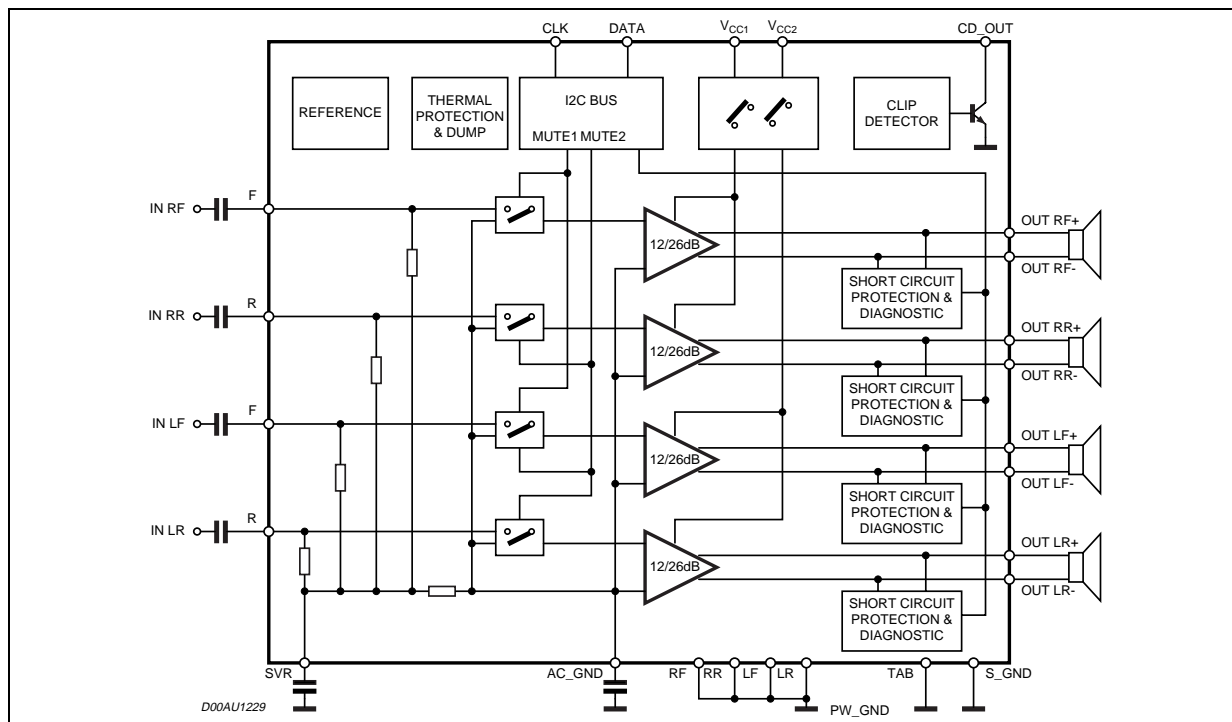 CLK DATA VCC1 VCC2 CD_OUT
REFERENCE
THERMAL
PROTECTION
& DUMP
I2C BUS
MUTE1 MUTE2
CLIP
DETECTOR
IN RF F
12/26dB
OUT RF+
OUT RF-
SHORT CIRCUIT
PROTECTION &
DIAGNOSTIC
IN RR R
12/26dB
OUT RR+
OUT RR-
SHORT CIRCUIT
PROTECTION &
DIAGNOSTIC
IN LF F
12/26dB
OUT LF+
OUT LF-
SHORT CIRCUIT
PROTECTION &
DIAGNOSTIC
IN LR R
12/26dB
OUT LR+
OUT LR-
SHORT CIRCUIT
PROTECTION &
DIAGNOSTIC
SVR AC_GND RF RR LF LR TAB S_GND
PW_GND
D00AU1229